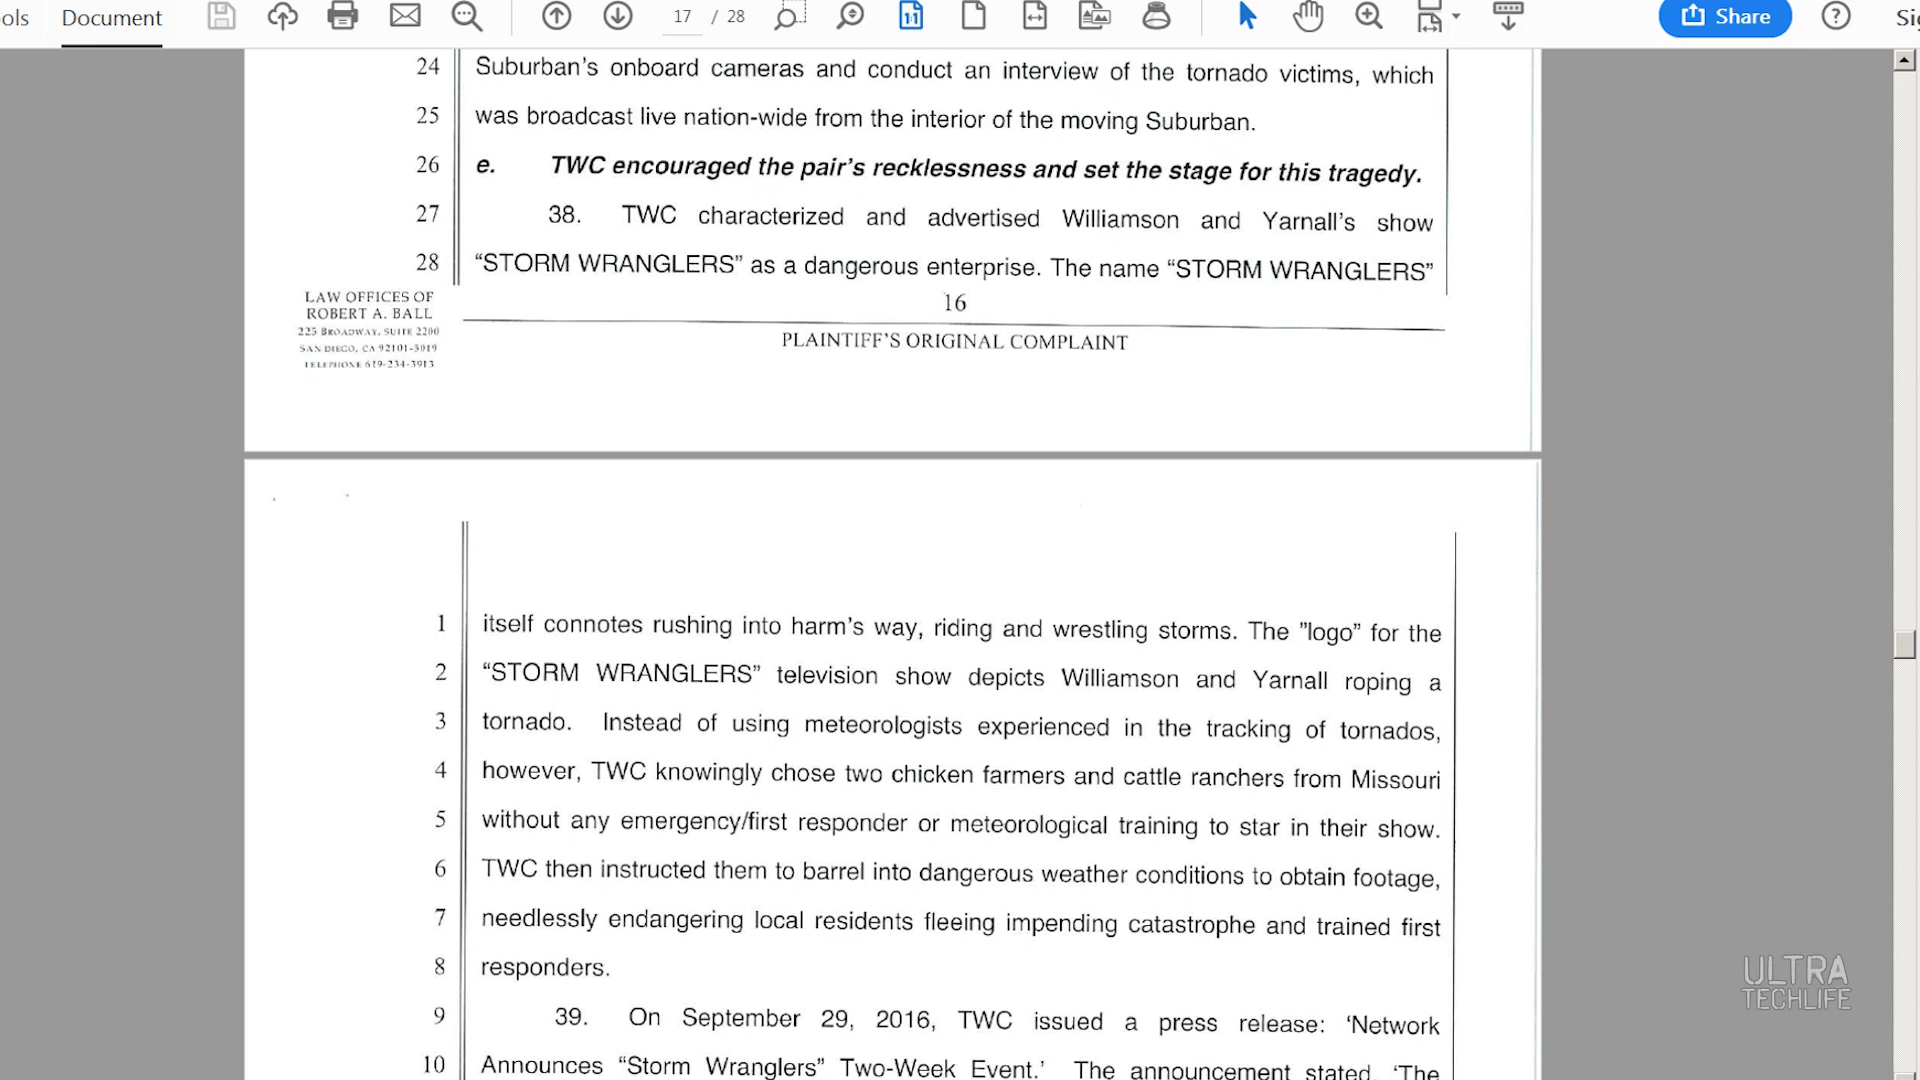 ols Document 17 / 28 Share Sig
24 Suburban's onboard cameras and conduct an interview of the tornado victims, which
25 was broadcast live nation-wide from the interior of the moving Suburban.
26 e. TWC encouraged the pair's recklessness and set the stage for this tragedy.
27 38. TWC characterized and advertised Williamson and Yarnall's show
28 “STORM WRANGLERS” as a dangerous enterprise. The name “STORM WRANGLERS”
LAW OFFICES OF
ROBERT A. BALL
225 BROADWAY, SUITE 2200
SAN DIEGO, CA 92101-5019
TELEPHONE 619-234-3913
16
PLAINTIFF'S ORIGINAL COMPLAINT
1 itself connotes rushing into harm's way, riding and wrestling storms. The "logo” for the
2 “STORM WRANGLERS” television show depicts Williamson and Yarnall roping a
3 tornado. Instead of using meteorologists experienced in the tracking of tornados,
4 however, TWC knowingly chose two chicken farmers and cattle ranchers from Missouri
5 without any emergency/first responder or meteorological training to star in their show.
6 TWC then instructed them to barrel into dangerous weather conditions to obtain footage,
7 needlessly endangering local residents fleeing impending catastrophe and trained first
8 responders.
9 39. On September 29, 2016, TWC issued a press release: ‘Network
10 Announces “Storm Wranglers” Two-Week Event.’ The announcement stated, ‘The
ULTRA
TECHLIFE